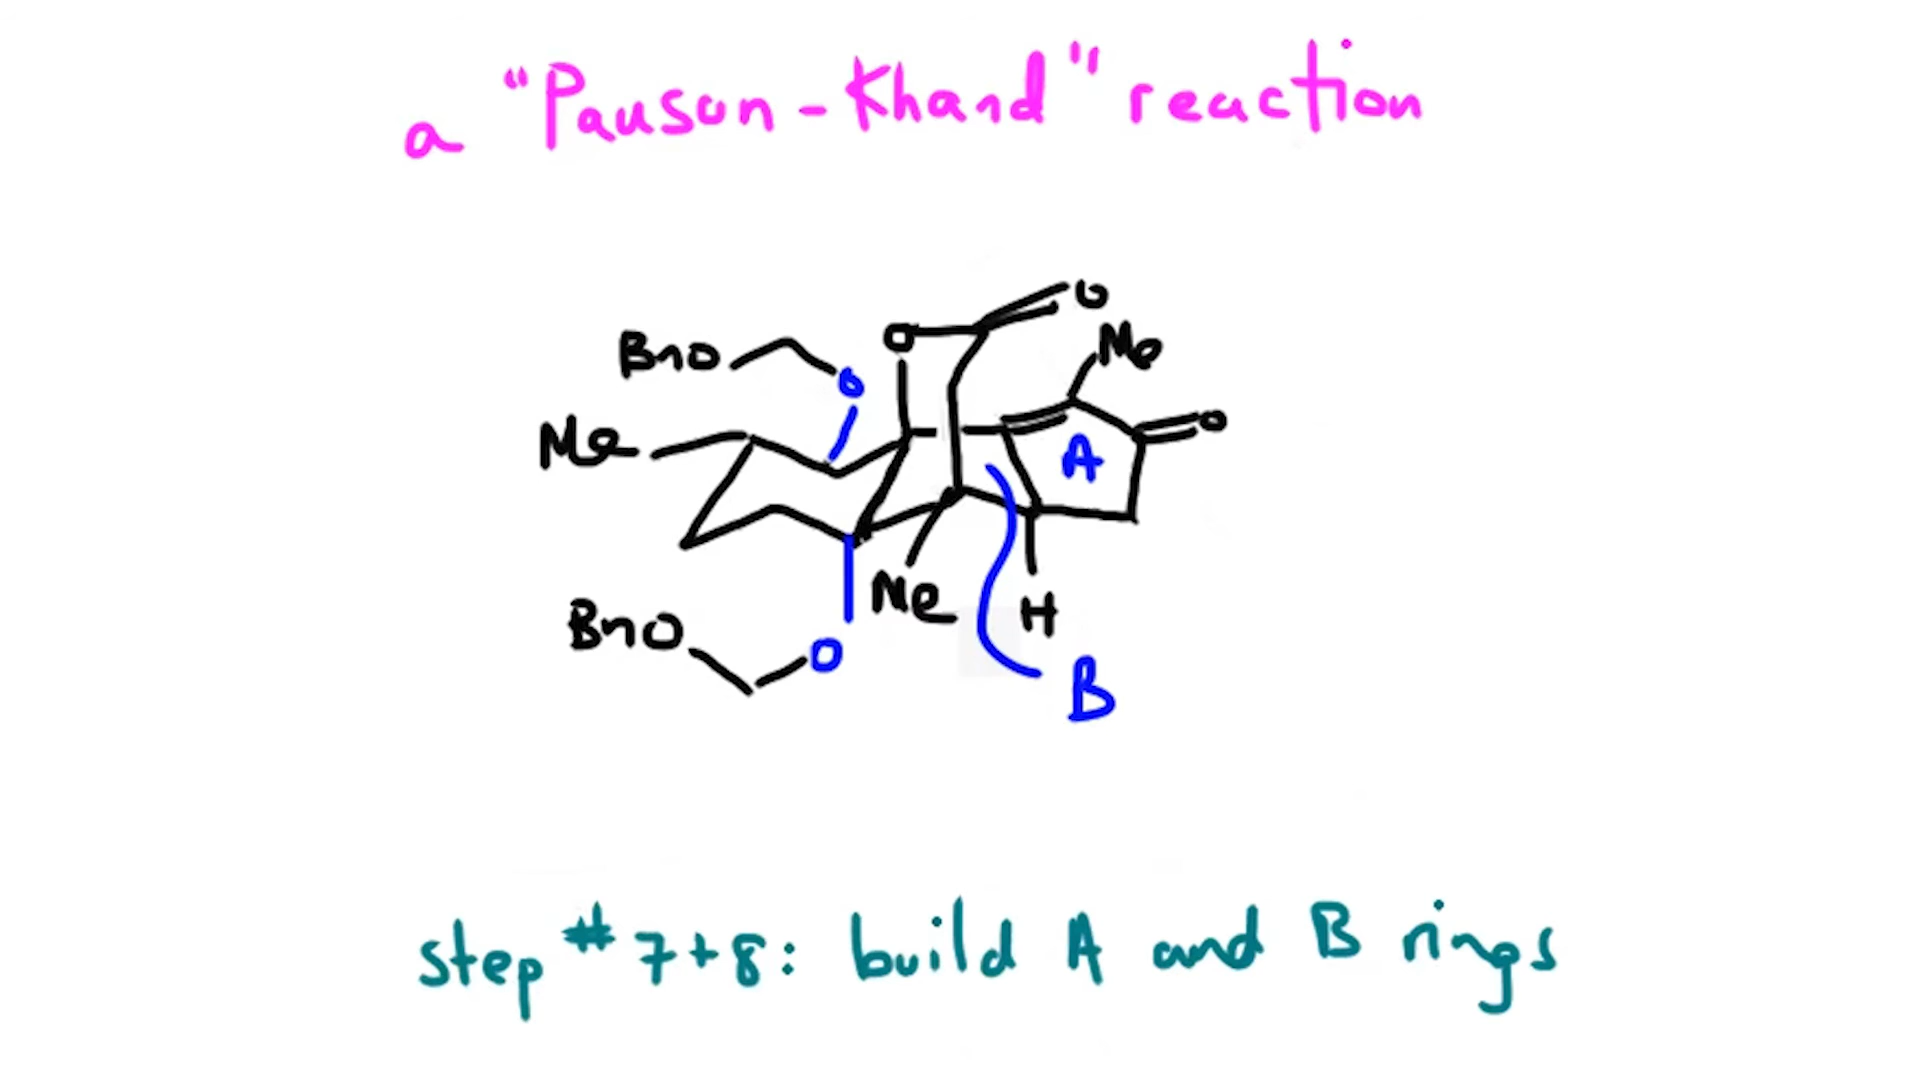 a "Pauson-Khand" reaction
O
O
Me
BnO
O
Me
O
A
Me
BnO
O
H
B
step #7+8: build A and B rings